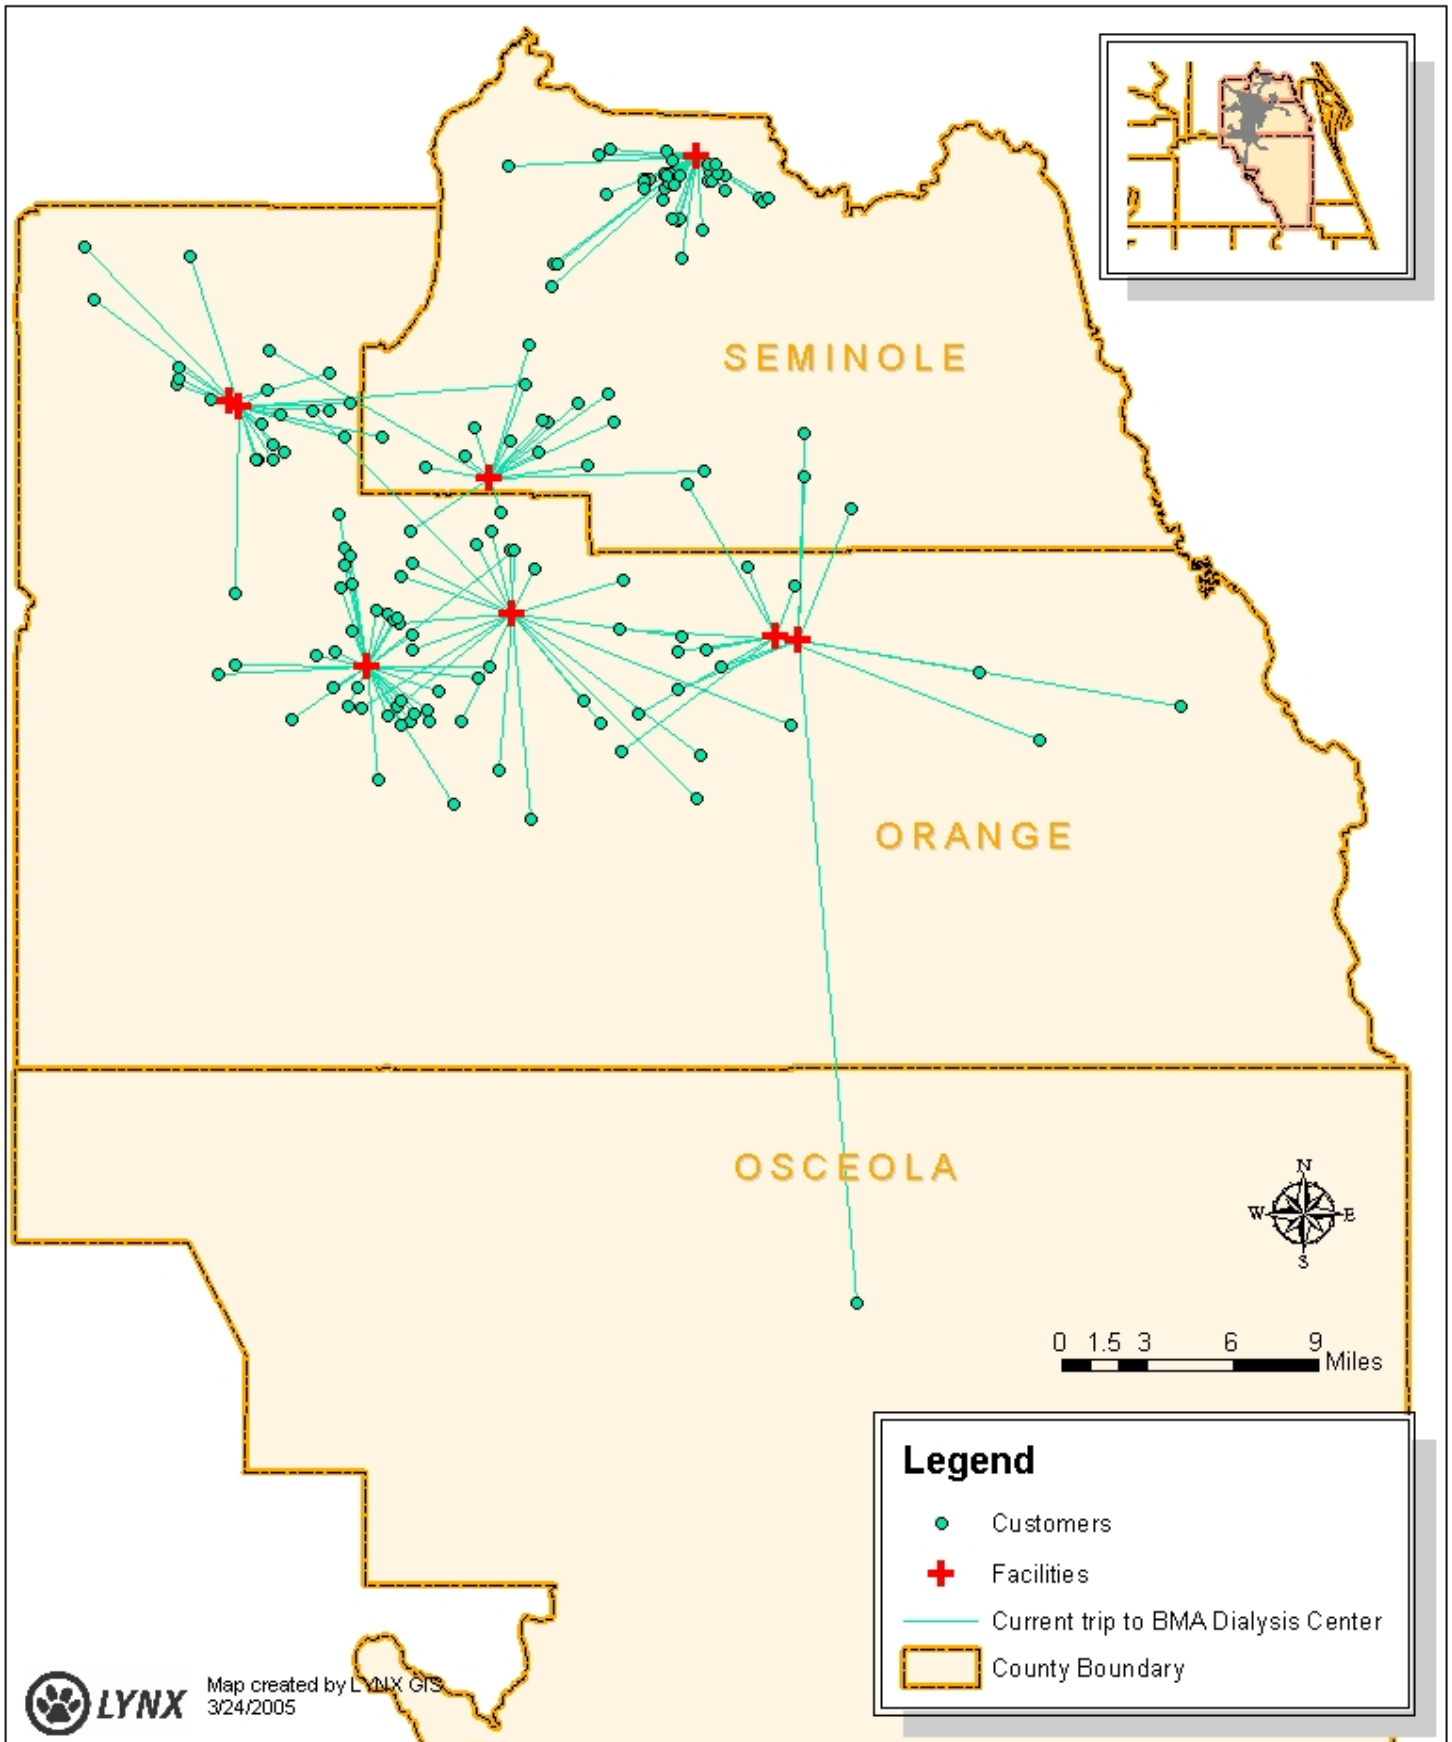 SEMINOLE
ORANGE
OSCEOLA
N
W E
S
0 1.5 3 6 9
Miles
Legend
Customers
Facilities
Current trip to BMA Dialysis Center
County Boundary
LYNX
Map created by LYNX GIS
3/24/2005